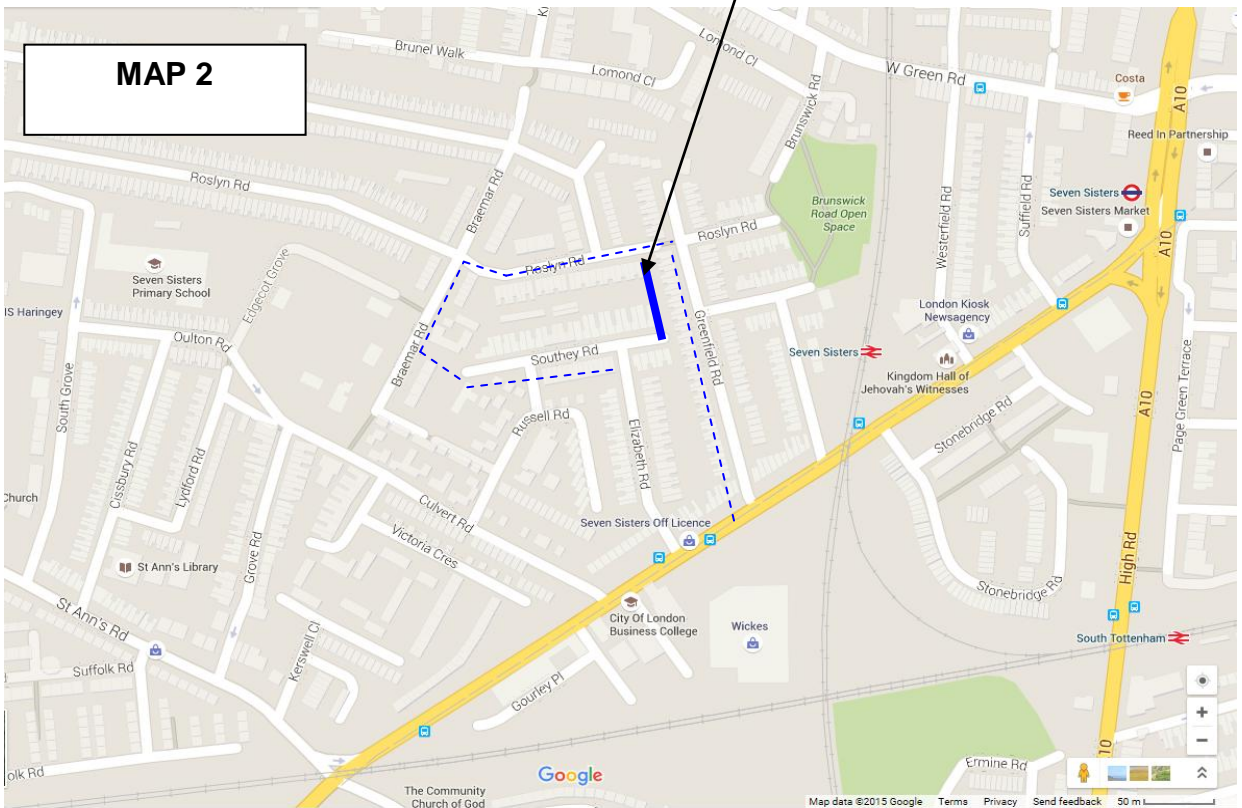 MAP 2
Brunel Walk
Lomond Cl
Lomond Cl
Brunswick Rd
W Green Rd
Costa
A10
Reed In Partnership
Roslyn Rd
Braemar Rd
Brunswick
Road Open
Space
Westerfield Rd
Suffield Rd
Seven Sisters
Seven Sisters Market
A10
Seven Sisters
Primary School
Edgecot Grove
Roslyn Rd
Roslyn Rd
IS Haringey
Oulton Rd
Braemar Rd
Southey Rd
Greenfield Rd
London Kiosk
Newsagency
Seven Sisters
Kingdom Hall of
Jehovah's Witnesses
South Grove
Cissbury Rd
Lydford Rd
Russell Rd
Elizabeth Rd
Stonebridge Rd
A10
Page Green Terrace
Church
Culvert Rd
Victoria Cres
Seven Sisters Off Licence
St Ann's Library
Grove Rd
Stonebridge Rd
High Rd
St Ann's Rd
Kerswell Cl
City Of London
Business College
Wickes
South Tottenham
Suffolk Rd
Gourley Pl
olk Rd
Google
Ermine Rd
10
The Community
Church of God
Map data ©2015 Google Terms Privacy Send feedback 50 m